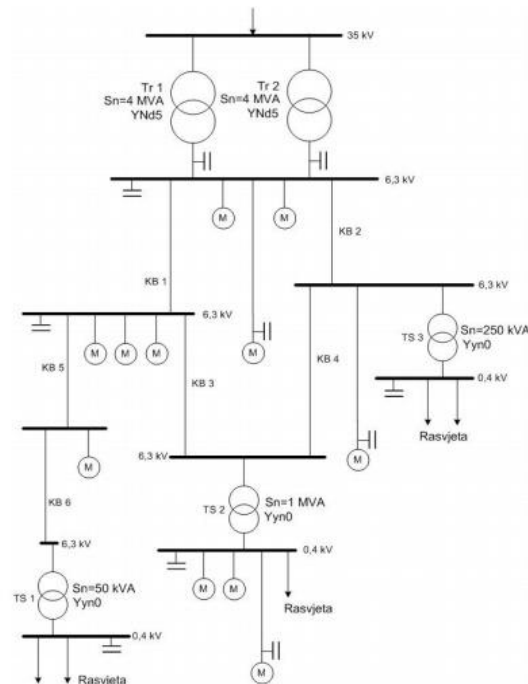 35 kV
Tr 1
Sn=4 MVA
YNd5
Tr 2
Sn=4 MVA
YNd5
6,3 kV
M
M
KB 2
KB 1
6,3 kV
6,3 kV
M
M
M
M
KB 5
KB 3
KB 4
TS 3
Sn=250 kVA
Yyn0
0,4 kV
Rasvjeta
M
M
6,3 kV
KB 6
TS 2
Sn=1 MVA
Yyn0
6,3 kV
0,4 kV
TS 1
Sn=50 kVA
Yyn0
M
M
Rasvjeta
0,4 kV
M
Rasvjeta